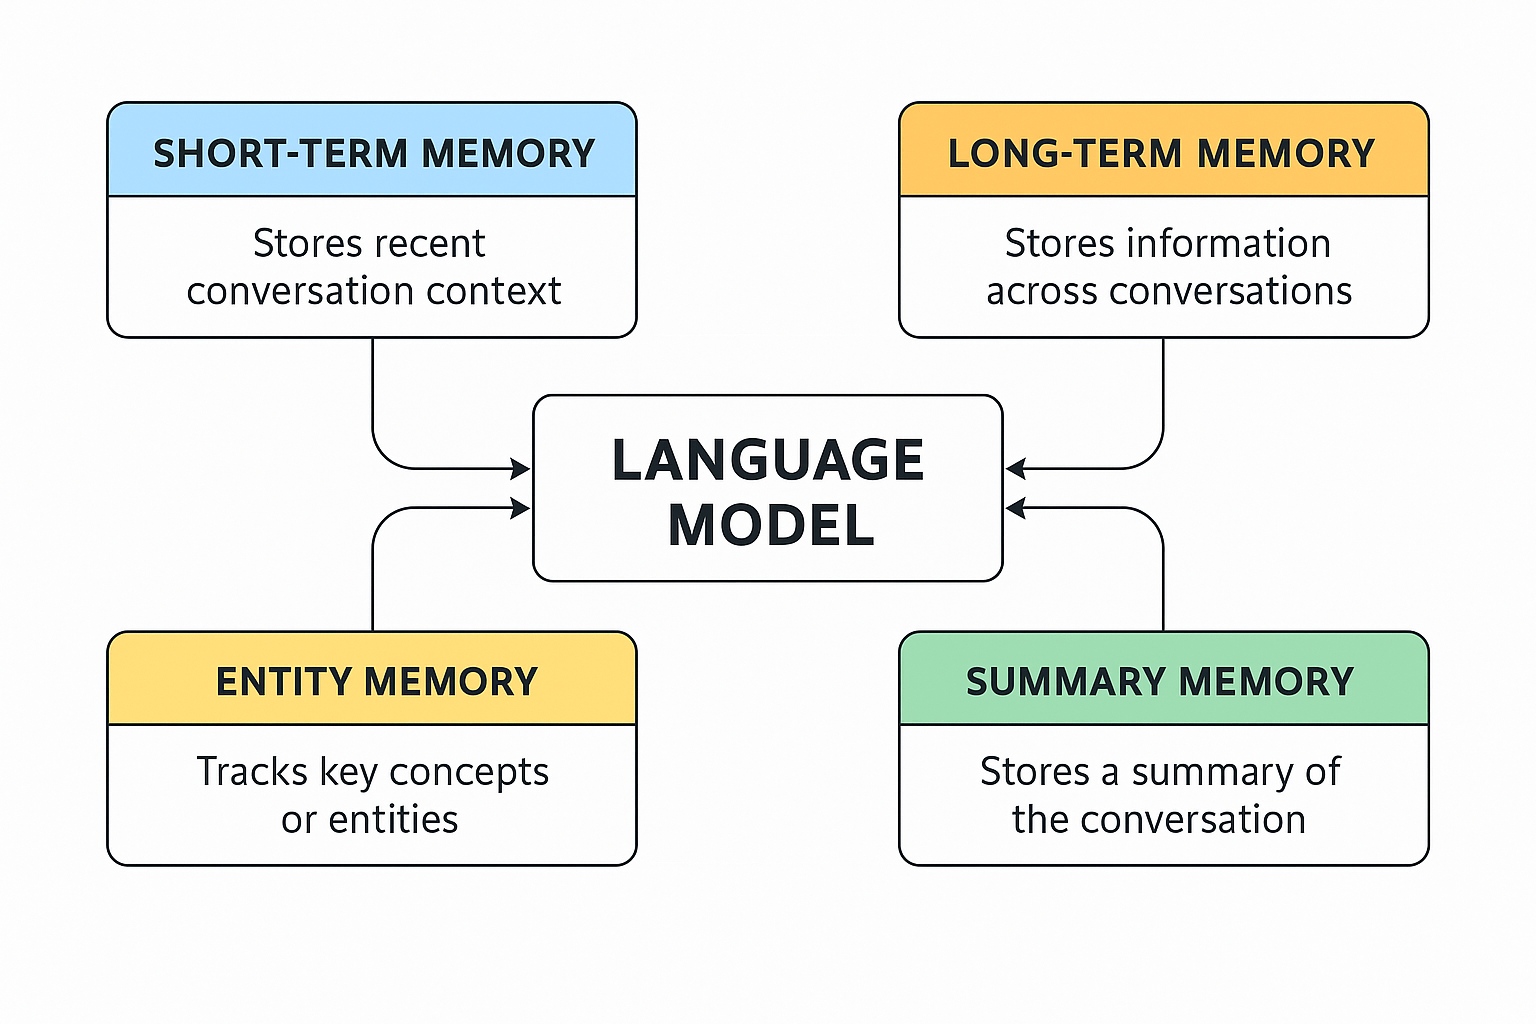 SHORT-TERM MEMORY
Stores recent
conversation context
LONG-TERM MEMORY
Stores information
across conversations
LANGUAGE
MODEL
ENTITY MEMORY
Tracks key concepts
or entities
SUMMARY MEMORY
Stores a summary of
the conversation